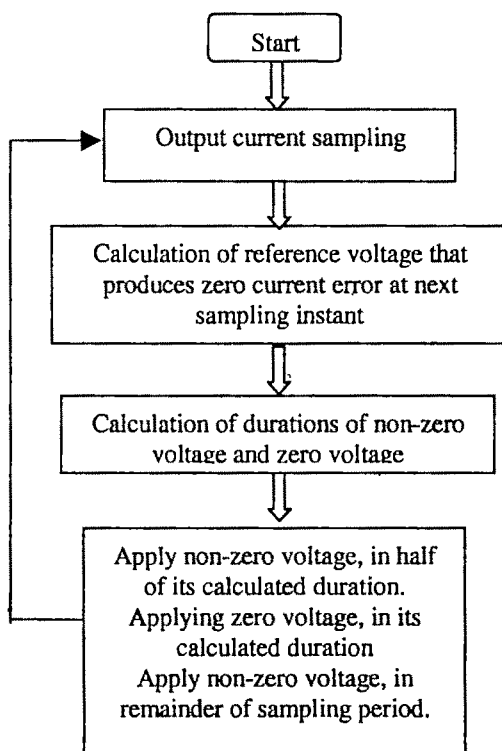 Start
Output current sampling
Calculation of reference voltage that
produces zero current error at next
sampling instant
Calculation of durations of non-zero
voltage and zero voltage
Apply non-zero voltage, in half
of its calculated duration.
Applying zero voltage, in its
calculated duration
Apply non-zero voltage, in
remainder of sampling period.